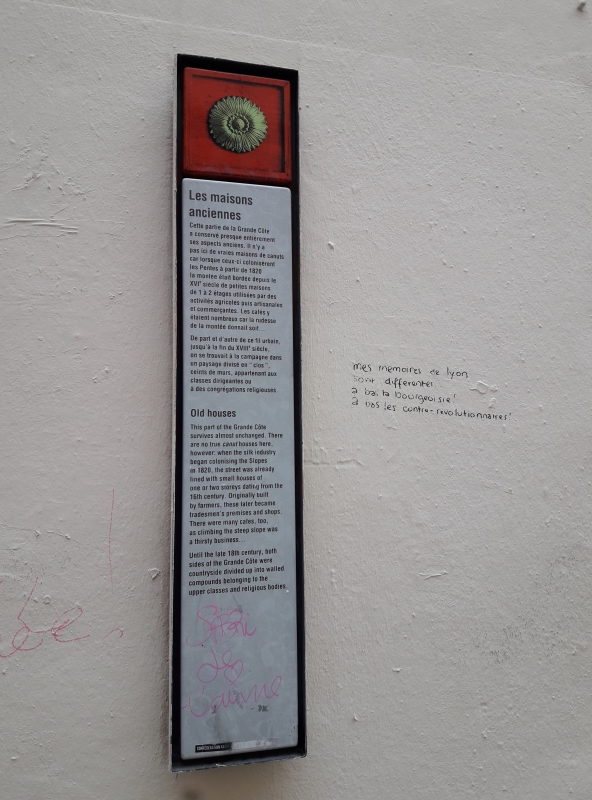 Les maisons
anciennes
Cette partie de la Grande Côte
a conservé presque entièrement
ses aspects anciens. Il n'y a
pas ici de vraies maisons de canuts
car lorsque ceux-ci colonisèrent
les Pentes à partir de 1820
la montée était bordée depuis le
XVIe siècle de petites maisons
de 1 à 2 étages utilisées par des
activités agricoles puis artisanales
et commerçantes. Les cafés y
étaient nombreux car la rudesse
de la montée donnait soif...
De part et d'autre de ce fil urbain,
jusqu'à la fin du XVIIIe siècle,
on se trouvait à la campagne dans
un paysage divisé en "clos",
ceints de murs, appartenant aux
classes dirigeantes ou
à des congrégations religieuses.
Old houses
This part of the Grande Côte
survives almost unchanged. There
are no true canut houses here,
however: when the silk industry
began colonising the Slopes
in 1820, the street was already
lined with small houses of
one or two storeys dating from the
16th century. Originally built
by farmers, these later became
tradesmen's premises and shops.
There were many cafes, too,
as climbing the steep slope was
a thirsty business...
Until the late 18th century, both
sides of the Grande Côte were
countryside divided up into walled
compounds belonging to the
upper classes and religious bodies.
mes memoires de lyon
sont differentes
à bas la bourgeoisie!
à bas les contre-revolutionnaires!